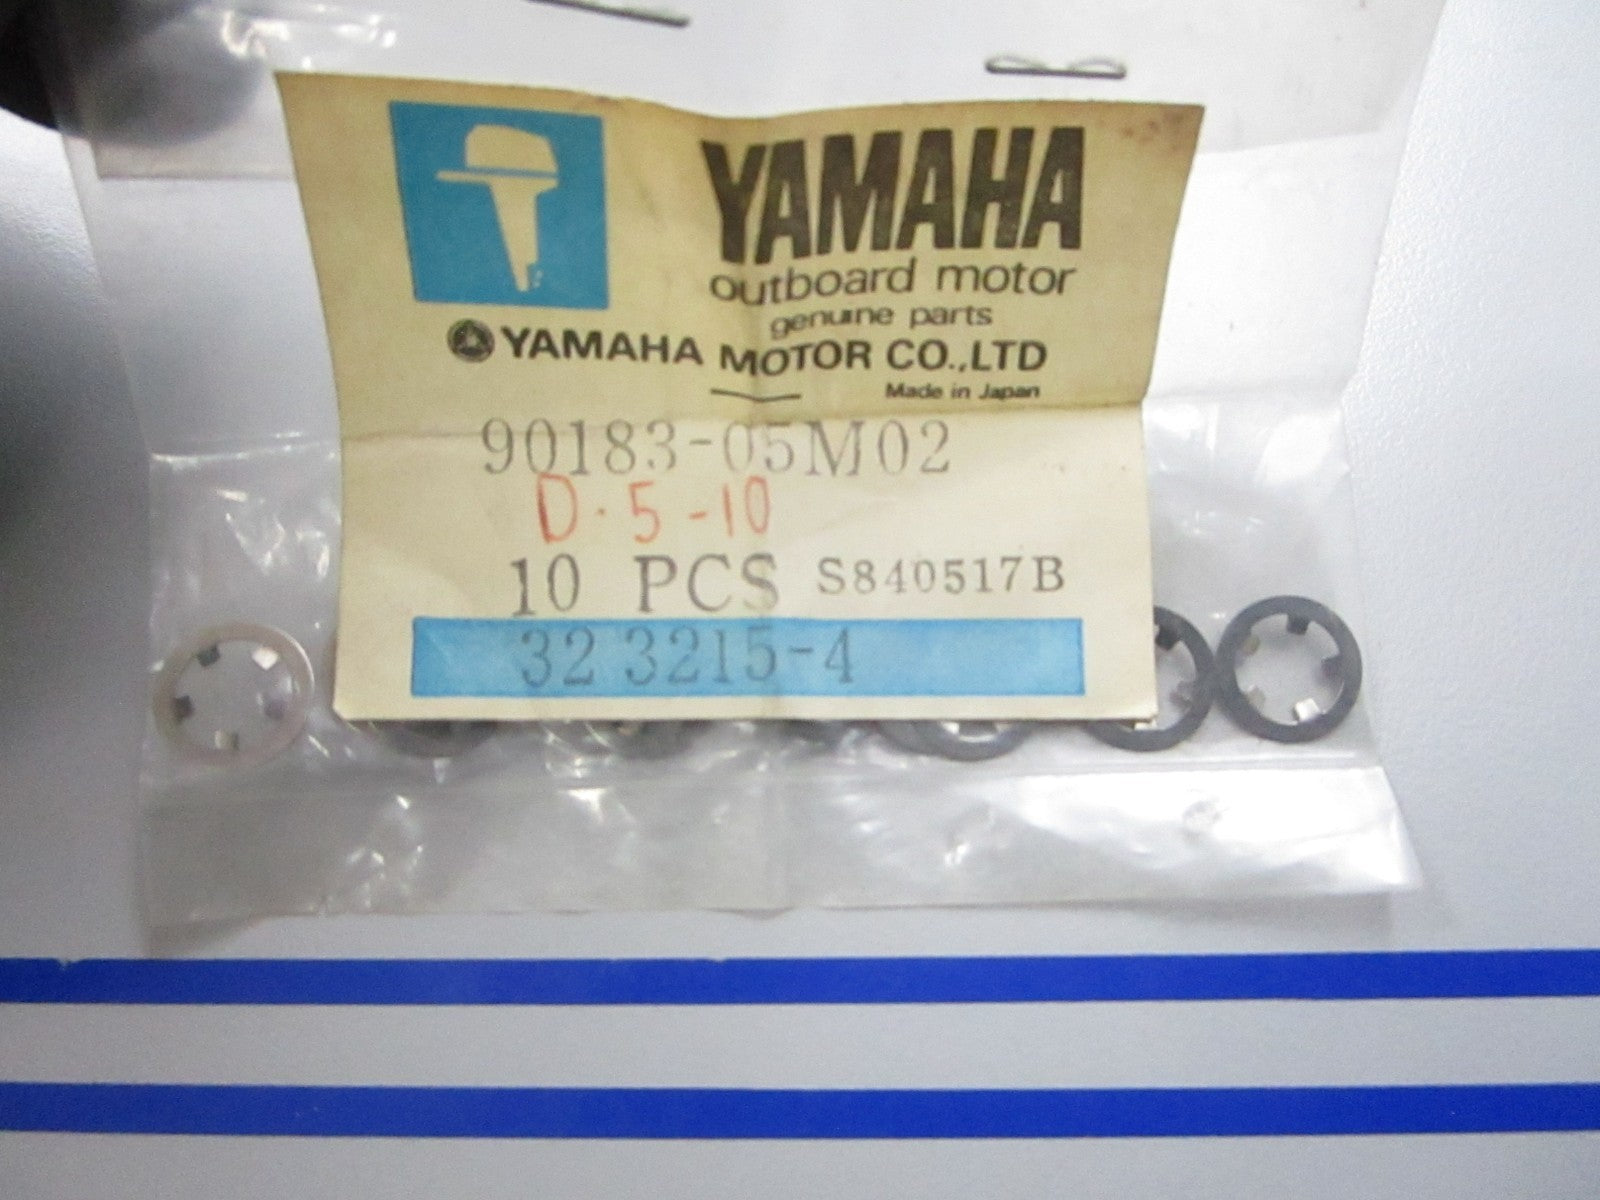 YAMAHA
outboard motor
genuine parts
YAMAHA MOTOR CO.,LTD
Made in Japan
90183-05M02
D.5-10
10 PCS S840517B
32 3215-4